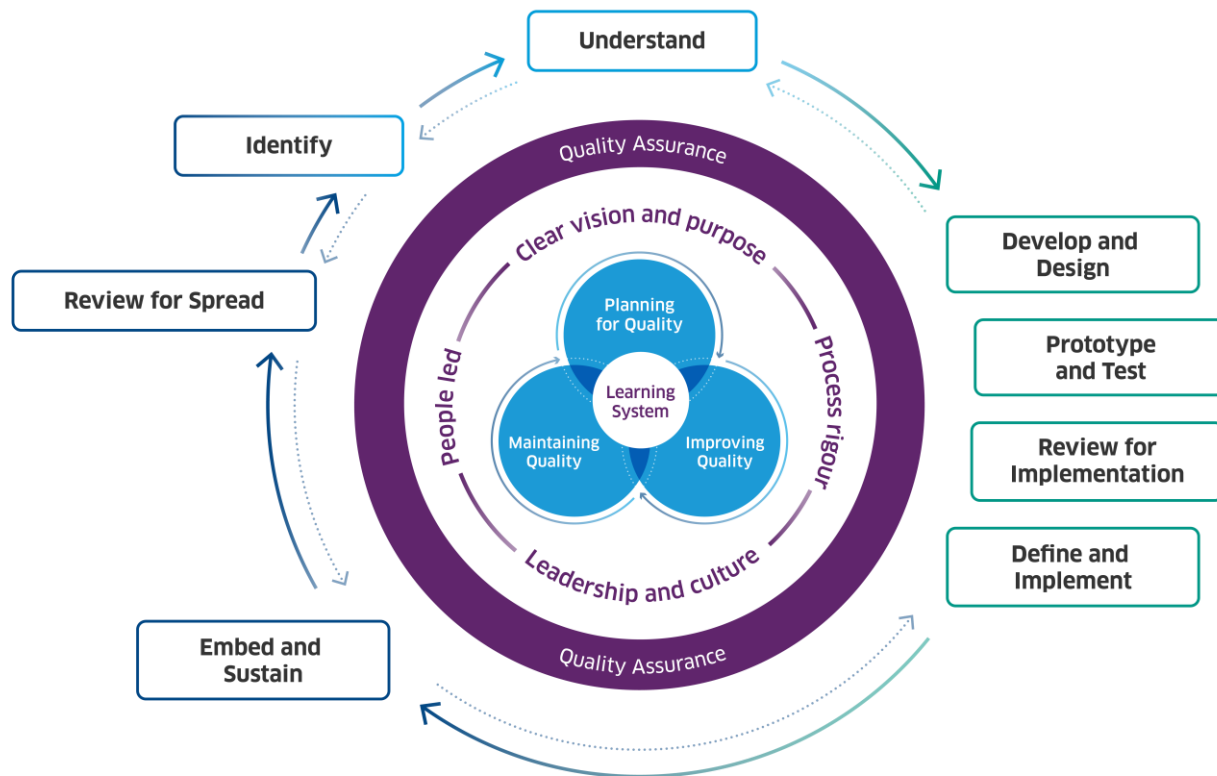 Understand
Identify
Quality Assurance
Clear vision and purpose
Develop and
Design
Review for Spread
Planning
for Quality
Prototype
and Test
People led
Learning
System
Process rigour
Maintaining
Quality
Improving
Quality
Review for
Implementation
Leadership and culture
Define and
Implement
Embed and
Sustain
Quality Assurance